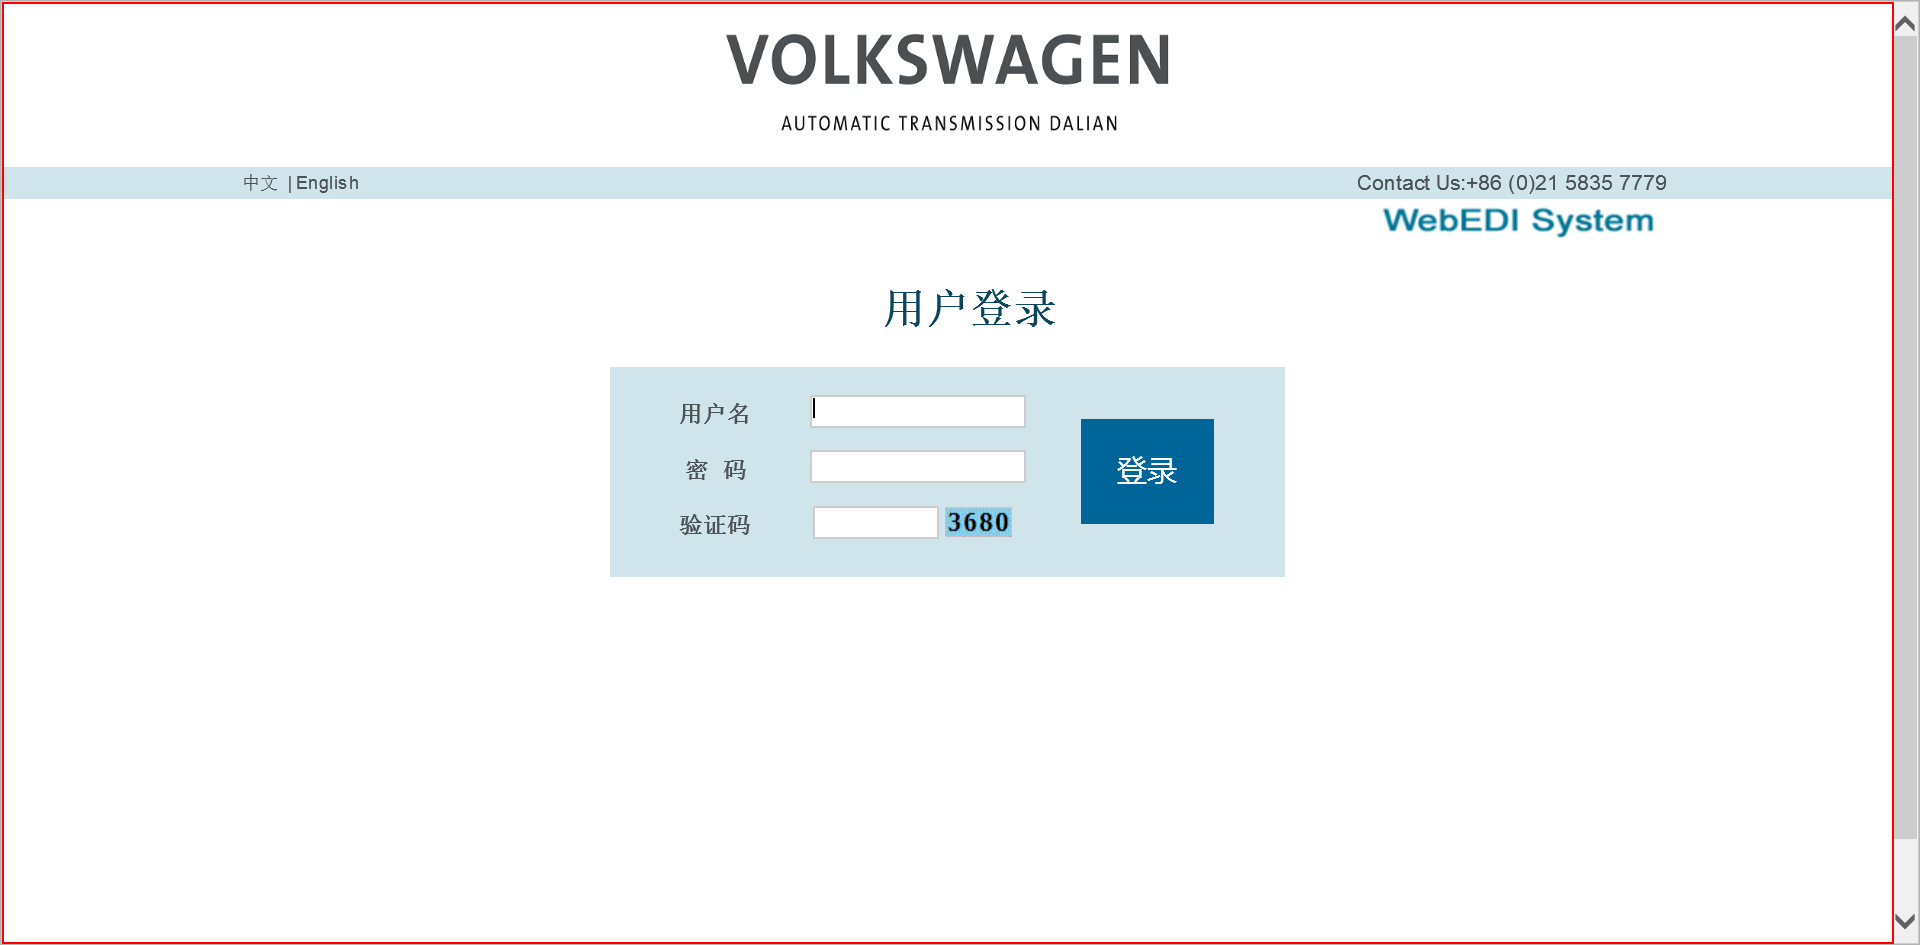 VOLKSWAGEN
AUTOMATIC TRANSMISSION DALIAN
中文 | English
Contact Us:+86 (0)21 5835 7779
WebEDI System
用户登录
用户名
密 码
验证码
3680
登录